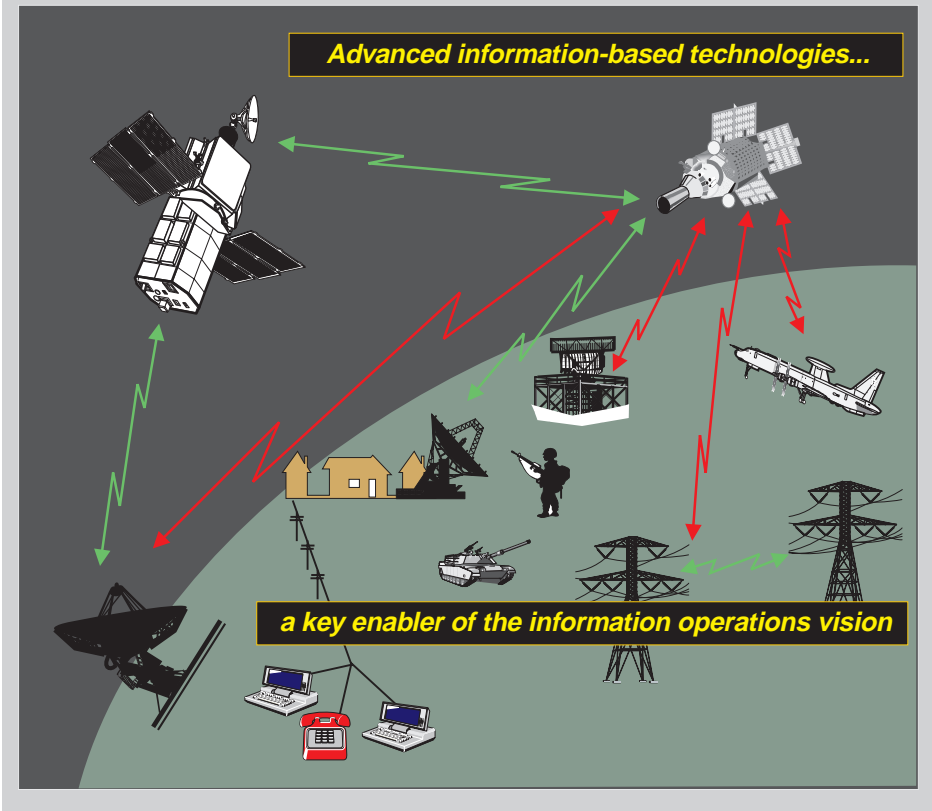 Advanced information-based technologies...
a key enabler of the information operations vision